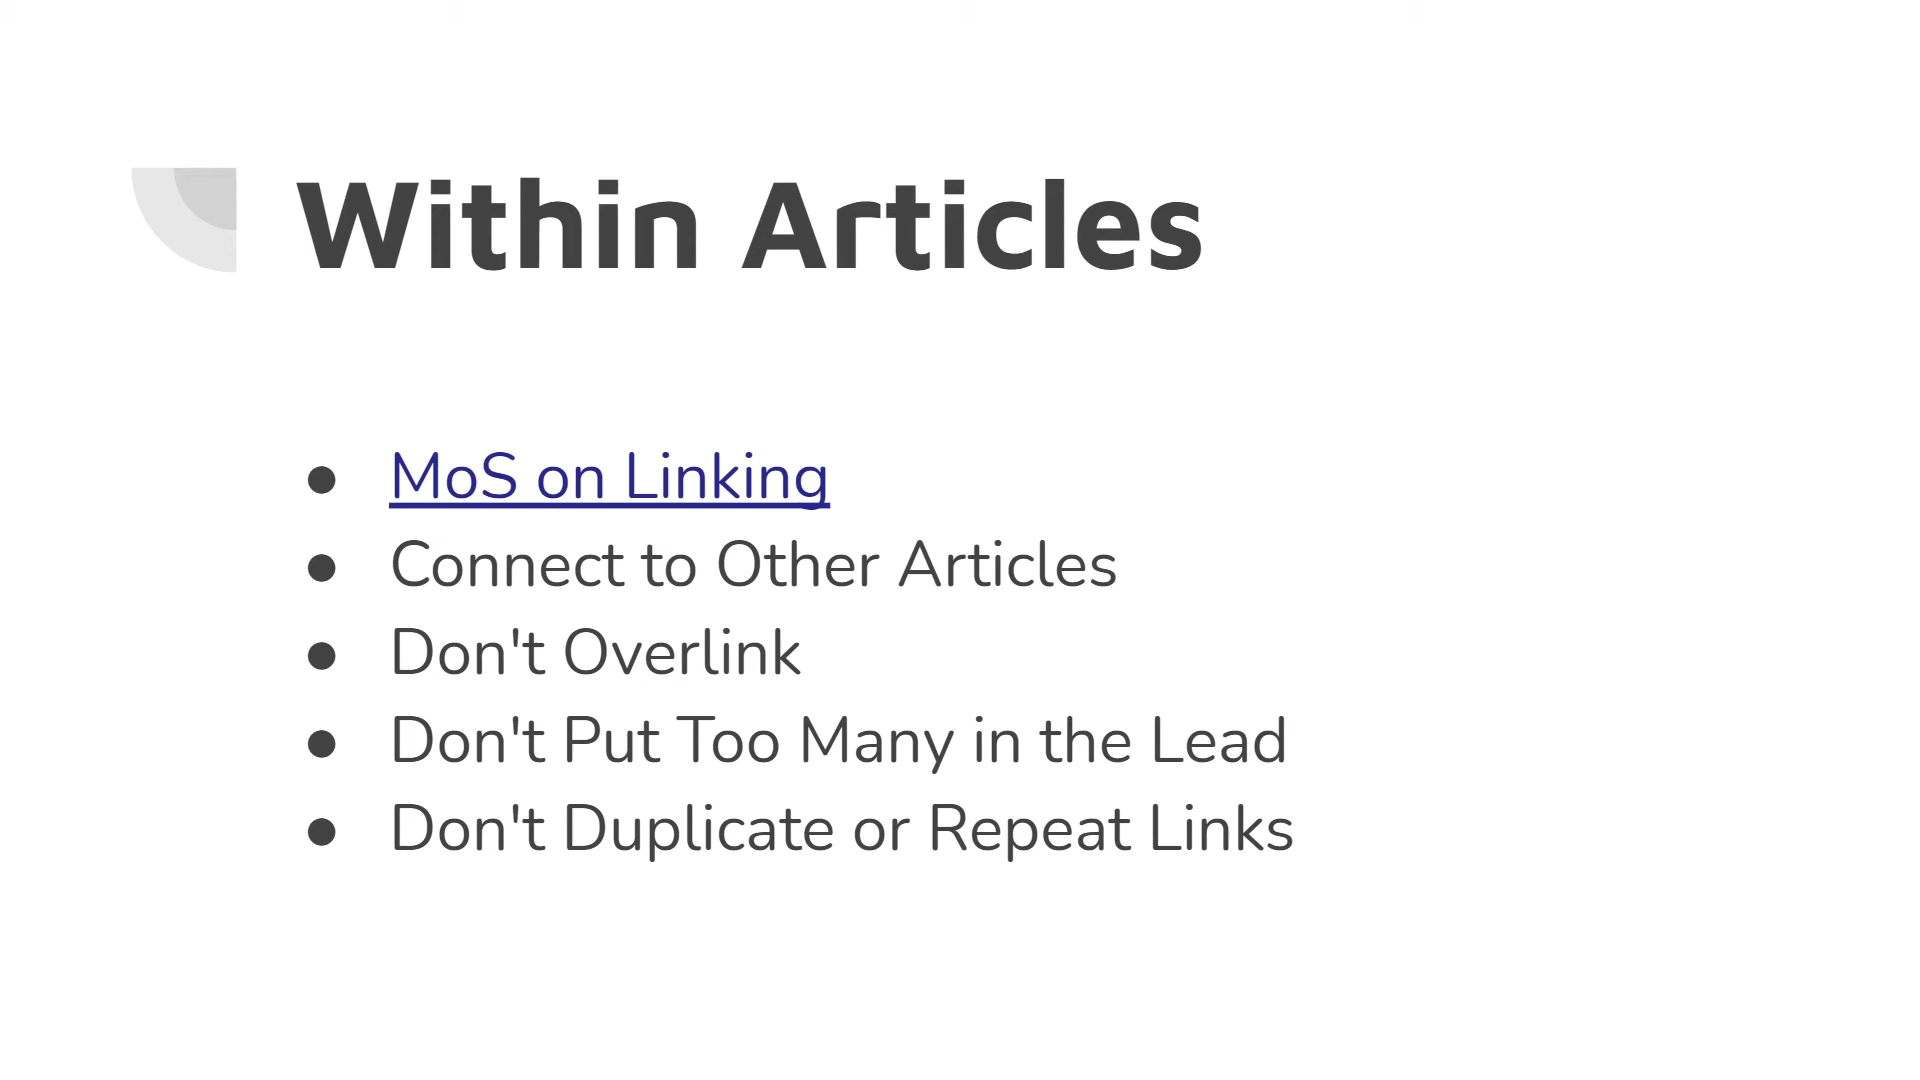 Within Articles
● MoS on Linking
● Connect to Other Articles
● Don't Overlink
● Don't Put Too Many in the Lead
● Don't Duplicate or Repeat Links